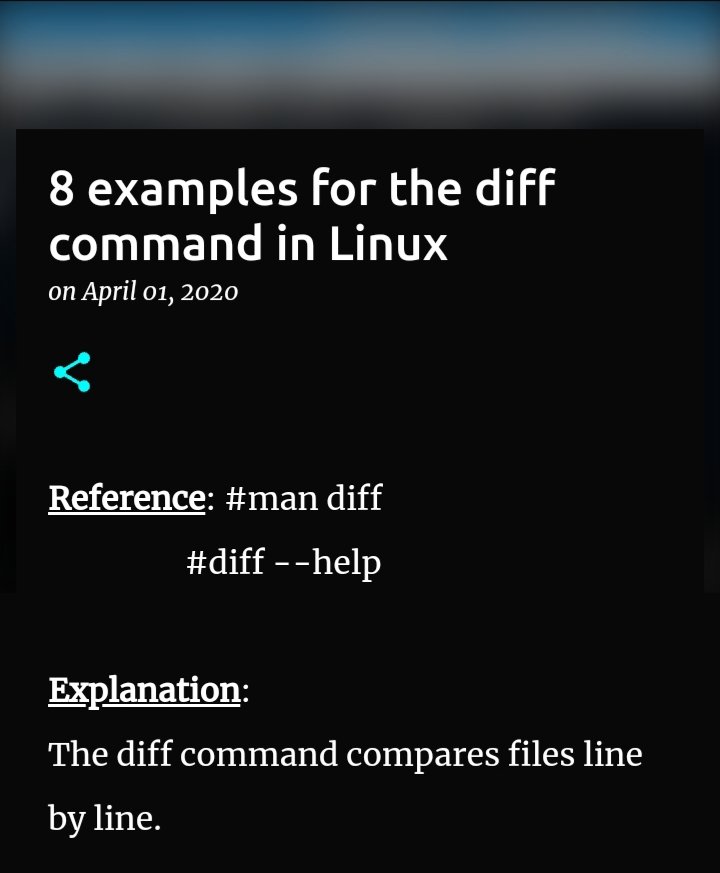 8 examples for the diff
command in Linux
on April 01, 2020
Reference: #man diff
#diff --help
Explanation:
The diff command compares files line
by line.